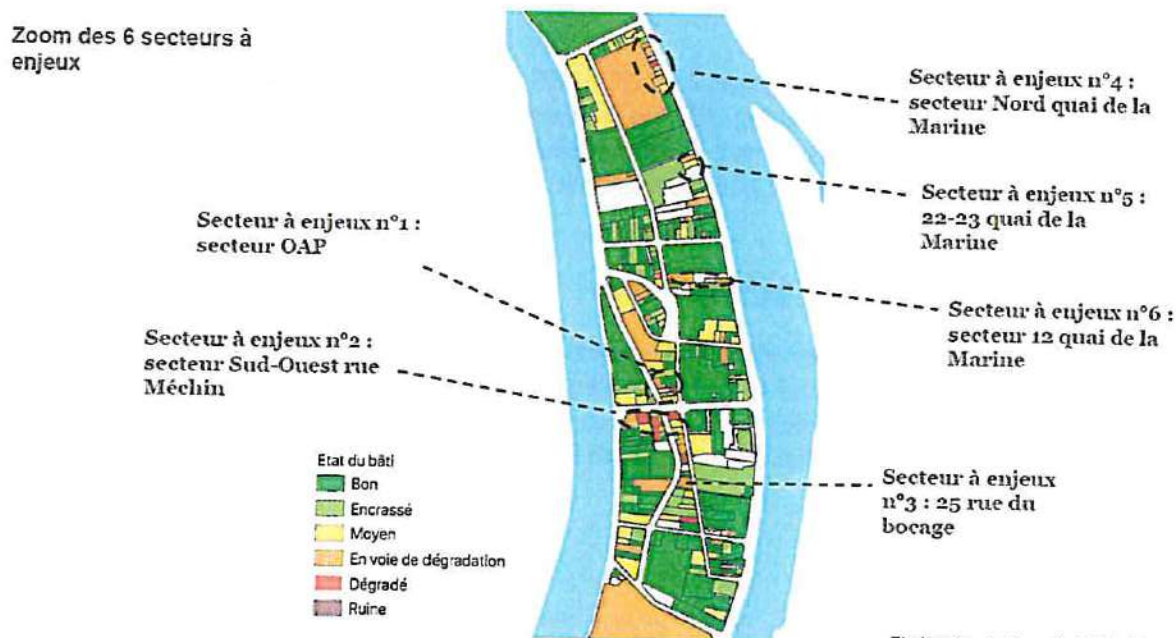 Zoom des 6 secteurs à
enjeux
Secteur à enjeux n°4 :
secteur Nord quai de la
Marine
Secteur à enjeux n°5 :
22-23 quai de la
Marine
Secteur à enjeux n°1 :
secteur OAP
Secteur à enjeux n°6 :
secteur 12 quai de la
Marine
Secteur à enjeux n°2 :
secteur Sud-Ouest rue
Méchin
Secteur à enjeux
n°3 : 25 rue du
bocage
Etat du bâti
Bon
Encrassé
Moyen
En voie de dégradation
Dégradé
Ruine